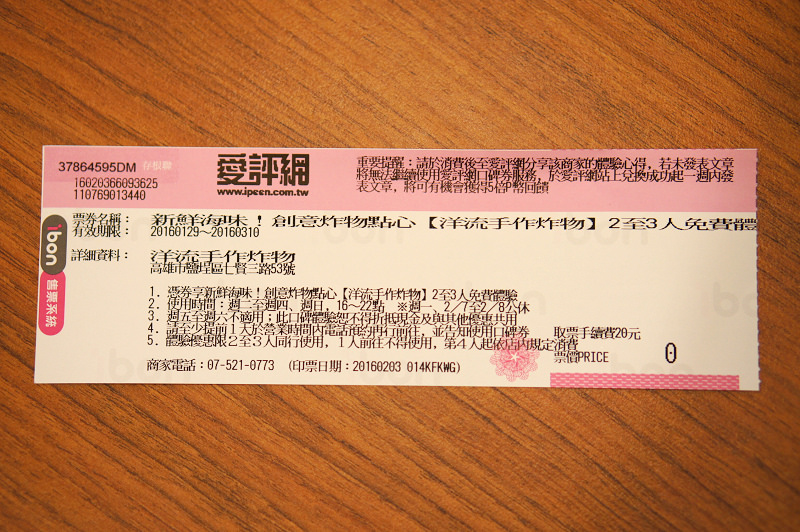 37864595DM 存根聯
16020366093625
110769013440
愛評網
www.ipeen.com.tw
重要提醒：請於消費後至愛評網分享該商家的體驗心得，若未發表文章
將無法繼續使用愛評網口碑券服務，於愛評網站上兌換成功起一週內發
表文章，將可有機會獲得5倍P幣回饋
ibon
售票系統
票券名稱： 新鮮海味！創意炸物點心【洋流手作炸物】2至3人免費體
有效期限： 20160129~20160310
詳細資料： 洋流手作炸物
高雄市鹽埕區七賢三路53號
1. 憑券享新鮮海味！創意炸物點心【洋流手作炸物】2至3人免費體驗
2. 使用時間：週二至週四、週日，16~22點 ※週一、2/7至2/8公休
3. 週五至週六不適用；此口碑體驗恕不得折抵現金及與其他優惠共用
4. 請至少提前1天於營業時間內電話預約再前往，並告知使用口碑券
5. 體驗優惠限2至3人同行使用，1人前往不得使用，第4人起依店內規定消費
取票手續費20元
票價PRICE 0
商家電話：07-521-0773 (印票日期：20160203 014KFKWG)